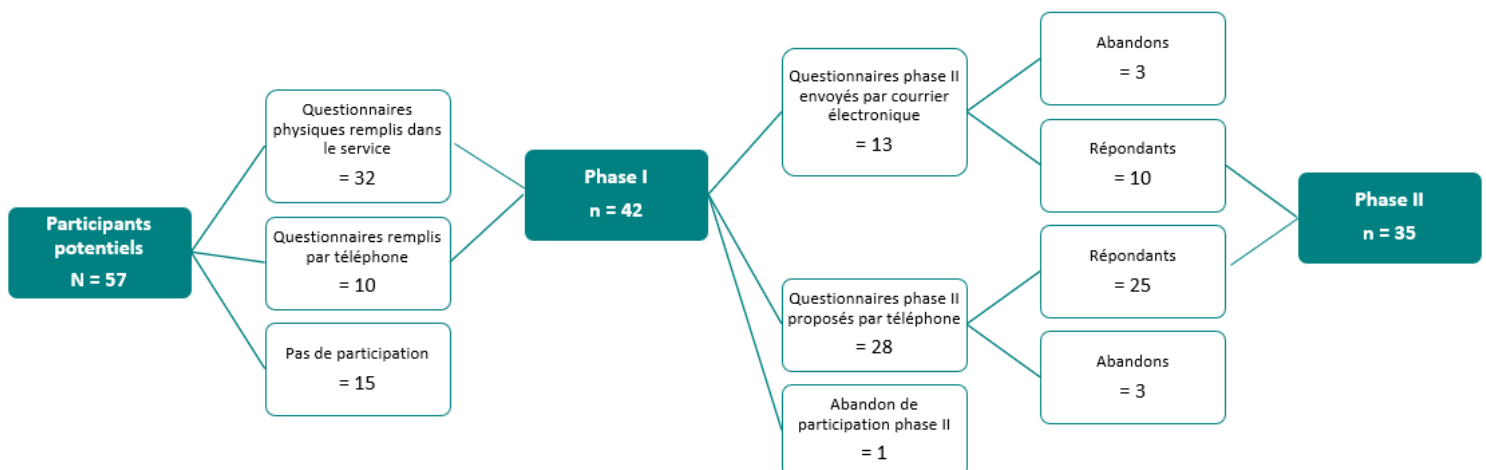 Participants
potentiels
N = 57
Questionnaires
physiques remplis dans
le service
= 32
Questionnaires remplis
par téléphone
= 10
Pas de participation
= 15
Phase I
n = 42
Questionnaires phase II
envoyés par courrier
électronique
= 13
Questionnaires phase II
proposés par téléphone
= 28
Abandon de
participation phase II
= 1
Abandons
= 3
Répondants
= 10
Répondants
= 25
Abandons
= 3
Phase II
n = 35